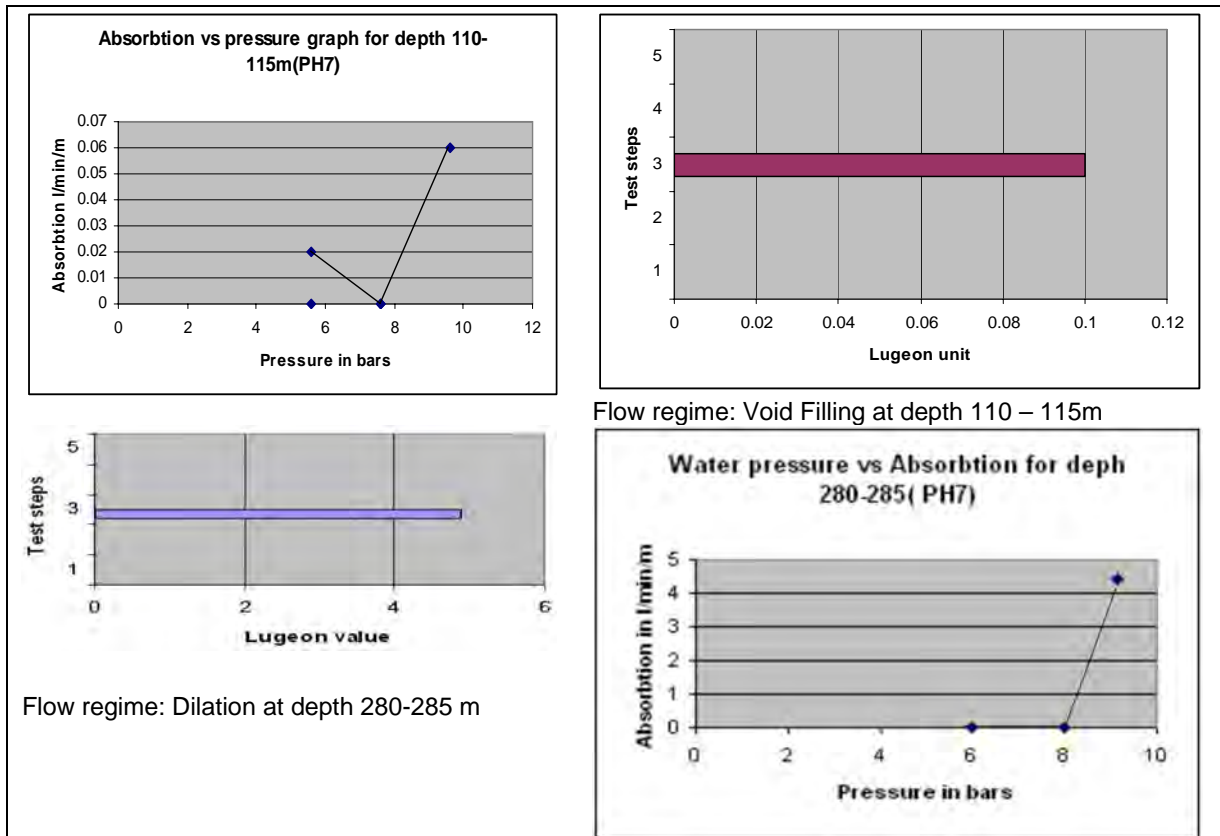 Absorbtion vs pressure graph for depth 110-
115m(PH7)
Absorbtion l/min/m
0.07
0.06
0.05
0.04
0.03
0.02
0.01
0
0 2 4 6 8 10 12
Pressure in bars
Test steps
5
4
3
2
1
0 0.02 0.04 0.06 0.08 0.1 0.12
Lugeon unit
Flow regime: Void Filling at depth 110 – 115m
Test steps
5
3
1
0 2 4 6
Lugeon value
Flow regime: Dilation at depth 280-285 m
Water pressure vs Absorbtion for deph
280-285( PH7)
Absorbtion in l/min/m
5
4
3
2
1
0
0 2 4 6 8 10
Pressure in bars